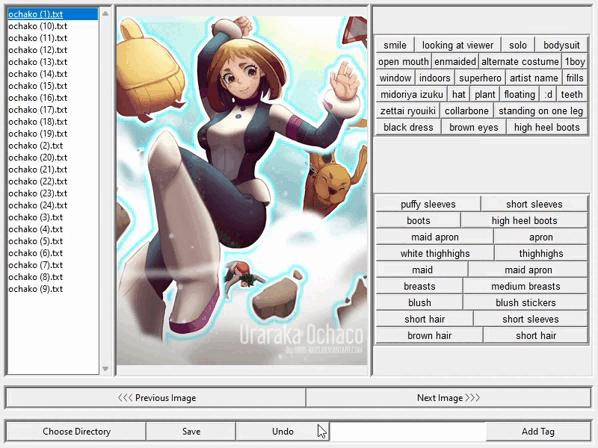 ochako (1).txt
ochako (10).txt
ochako (11).txt
ochako (12).txt
ochako (13).txt
ochako (14).txt
ochako (15).txt
ochako (16).txt
ochako (17).txt
ochako (18).txt
ochako (19).txt
ochako (2).txt
ochako (20).txt
ochako (21).txt
ochako (22).txt
ochako (23).txt
ochako (24).txt
ochako (3).txt
ochako (4).txt
ochako (5).txt
ochako (6).txt
ochako (7).txt
ochako (8).txt
ochako (9).txt
Uraraka Ochaco
smile looking at viewer solo bodysuit
open mouth enmaided alternate costume 1boy
window indoors superhero artist name frills
midoriya izuku hat plant floating :d teeth
zettai ryouiki collarbone standing on one leg
black dress brown eyes high heel boots
puffy sleeves short sleeves
boots high heel boots
maid apron apron
white thighhighs thighhighs
maid maid apron
breasts medium breasts
blush blush stickers
short hair short sleeves
brown hair short hair
<<< Previous Image Next Image >>>
Choose Directory Save Undo Add Tag